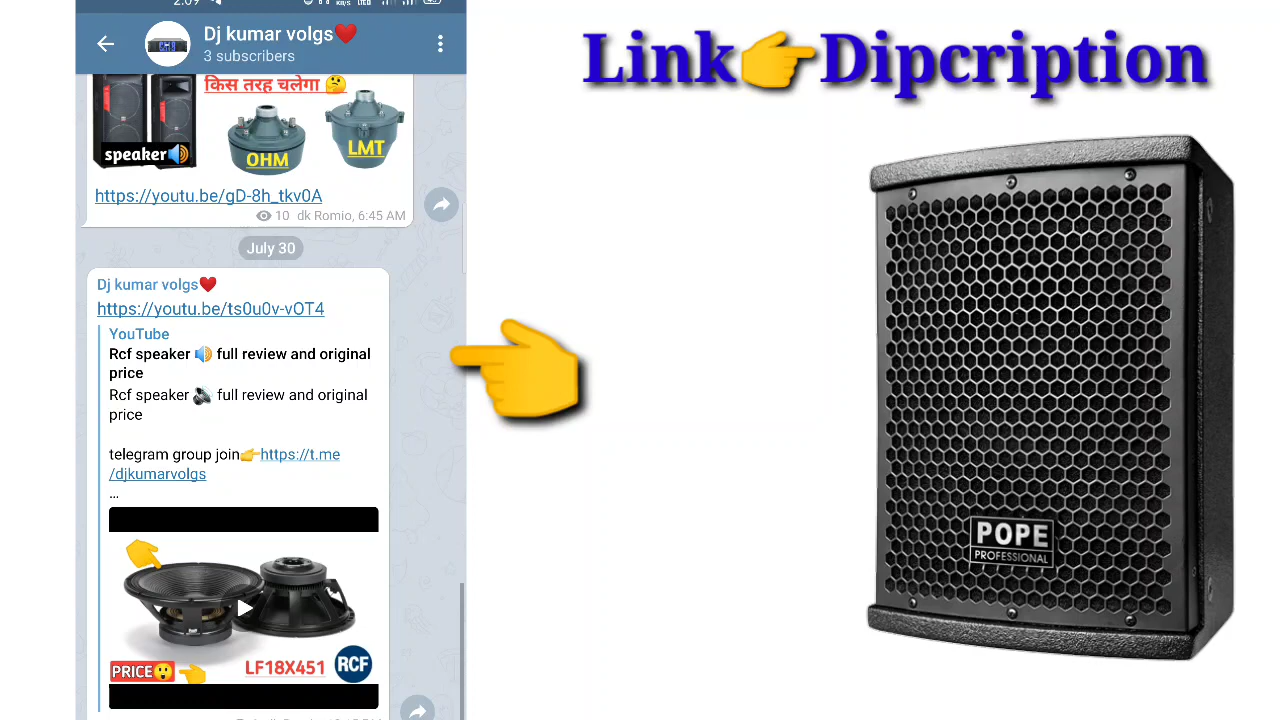 2:09
Dj kumar volgs❤️
3 subscribers
किस तरह चलेगा 🤔
speaker🔊
OHM
LMT
https://youtu.be/gD-8h_tkv0A
10 dk Romio, 6:45 AM
July 30
Dj kumar volgs❤️
https://youtu.be/ts0u0v-vOT4
YouTube
Rcf speaker 🔊 full review and original
price
Rcf speaker 🔊 full review and original
price
telegram group join👉https://t.me
/djkumarvolgs
...
PRICE😲
LF18X451
RCF
Link👉Dipcription
POPE
PROFESSIONAL